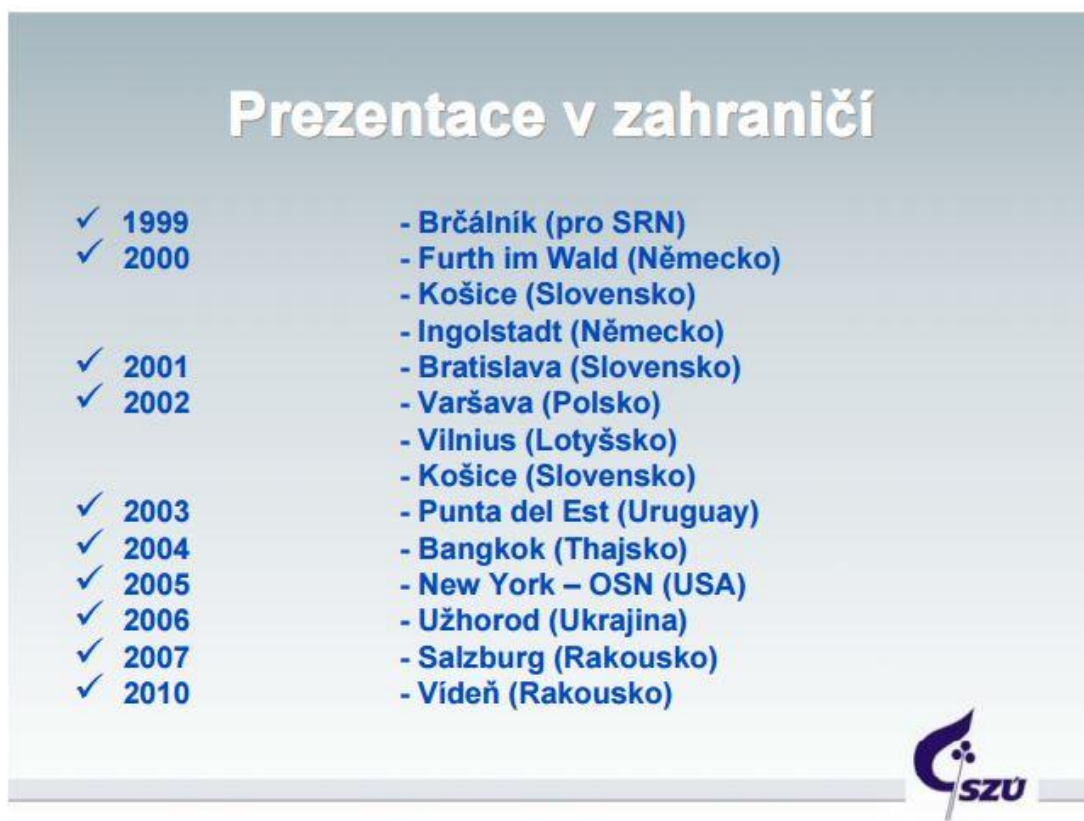 Prezentace v zahraničí
✓ 1999 - Brčálník (pro SRN)
✓ 2000 - Furth im Wald (Německo)
- Košice (Slovensko)
- Ingolstadt (Německo)
✓ 2001 - Bratislava (Slovensko)
✓ 2002 - Varšava (Polsko)
- Vilnius (Lotyšsko)
- Košice (Slovensko)
✓ 2003 - Punta del Est (Uruguay)
✓ 2004 - Bangkok (Thajsko)
✓ 2005 - New York – OSN (USA)
✓ 2006 - Užhorod (Ukrajina)
✓ 2007 - Salzburg (Rakousko)
✓ 2010 - Vídeň (Rakousko)
SZÚ